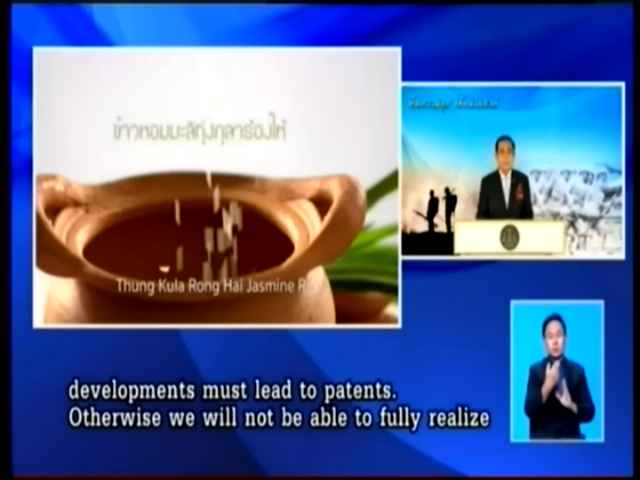 ข้าวหอมมะลิทุ่งกุลาร้องไห้
Thung Kula Rong Hai Jasmine
developments must lead to patents.
Otherwise we will not be able to fully realize